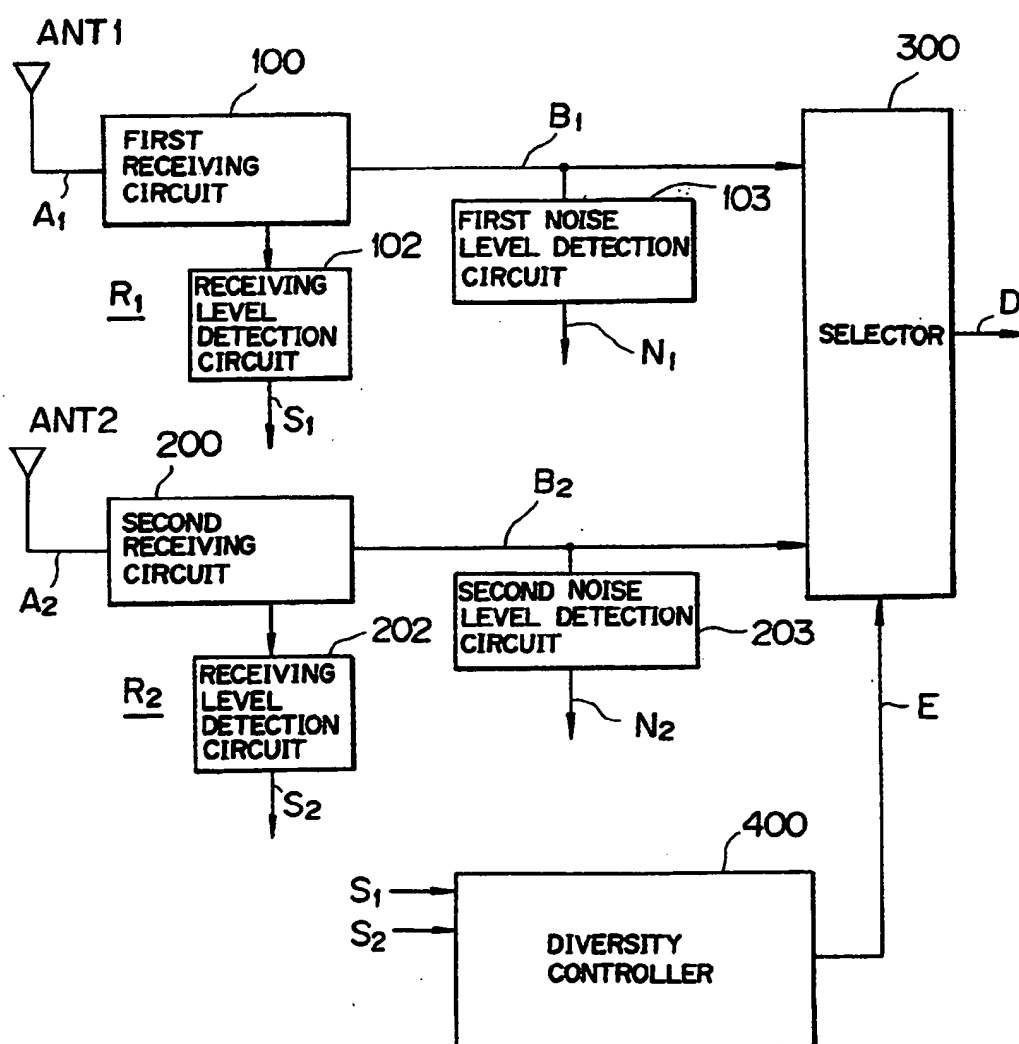 ANT1
100
300
FIRST
RECEIVING
CIRCUIT
A1
B1
103
102
FIRST NOISE
LEVEL DETECTION
CIRCUIT
R1
RECEIVING
LEVEL
DETECTION
CIRCUIT
N1
S1
SELECTOR
D
ANT2
200
SECOND
RECEIVING
CIRCUIT
A2
B2
SECOND NOISE
LEVEL DETECTION
CIRCUIT
203
202
R2
RECEIVING
LEVEL
DETECTION
CIRCUIT
N2
S2
E
400
S1
S2
DIVERSITY
CONTROLLER